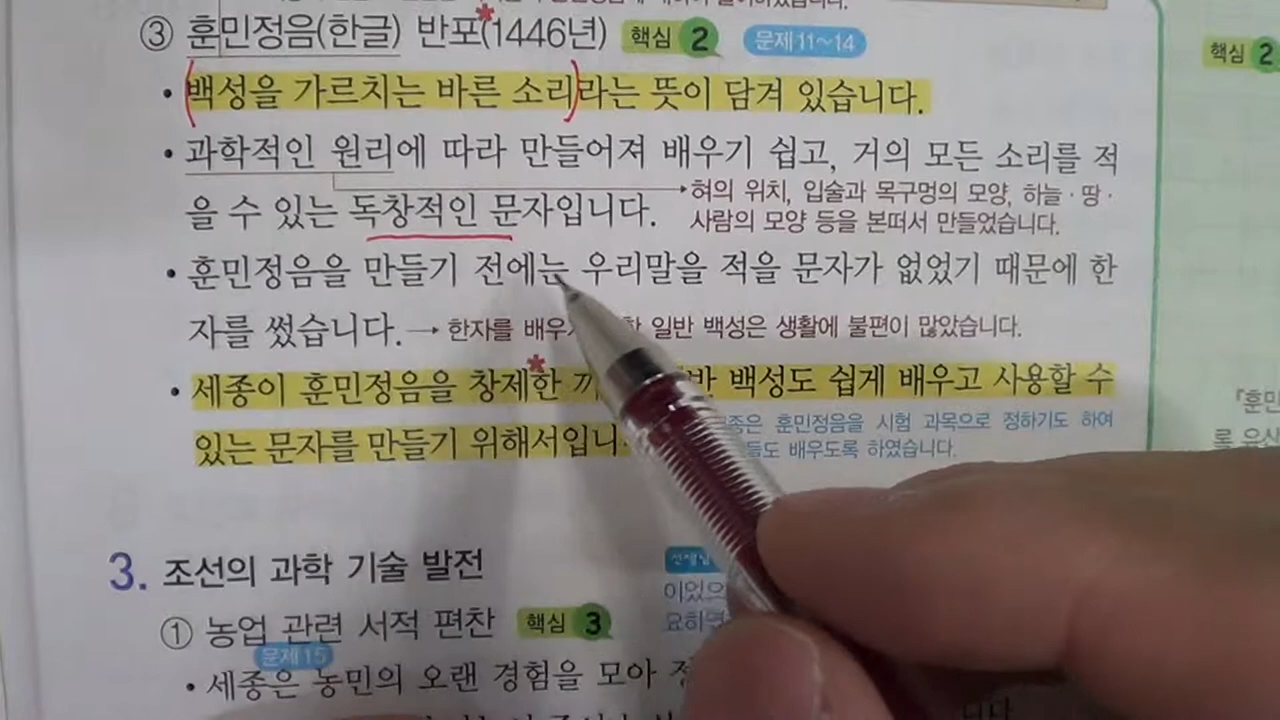 ③ 훈민정음(한글) 반포(1446년) 핵심 2 문제 11~14
핵심 2
• 백성을 가르치는 바른 소리라는 뜻이 담겨 있습니다.
• 과학적인 원리에 따라 만들어져 배우기 쉽고, 거의 모든 소리를 적
을 수 있는 독창적인 문자입니다.
혀의 위치, 입술과 목구멍의 모양, 하늘·땅·
사람의 모양 등을 본떠서 만들었습니다.
• 훈민정음을 만들기 전에는 우리말을 적을 문자가 없었기 때문에 한
자를 썼습니다. → 한자를 일반 백성은 생활에 불편이 많았습니다.
• 세종이 훈민정음을 창제한 백성도 쉽게 배우고 사용할 수
있는 문자를 만들기 위해서입니
훈민정음을 시험 과목으로 정하기도 하여
배우도록 하였습니다.
『훈민
3. 조선의 과학 기술 발전
① 농업 관련 서적 편찬 핵심 3
문제 15
• 세종은 농민의 오랜 경험을 모아